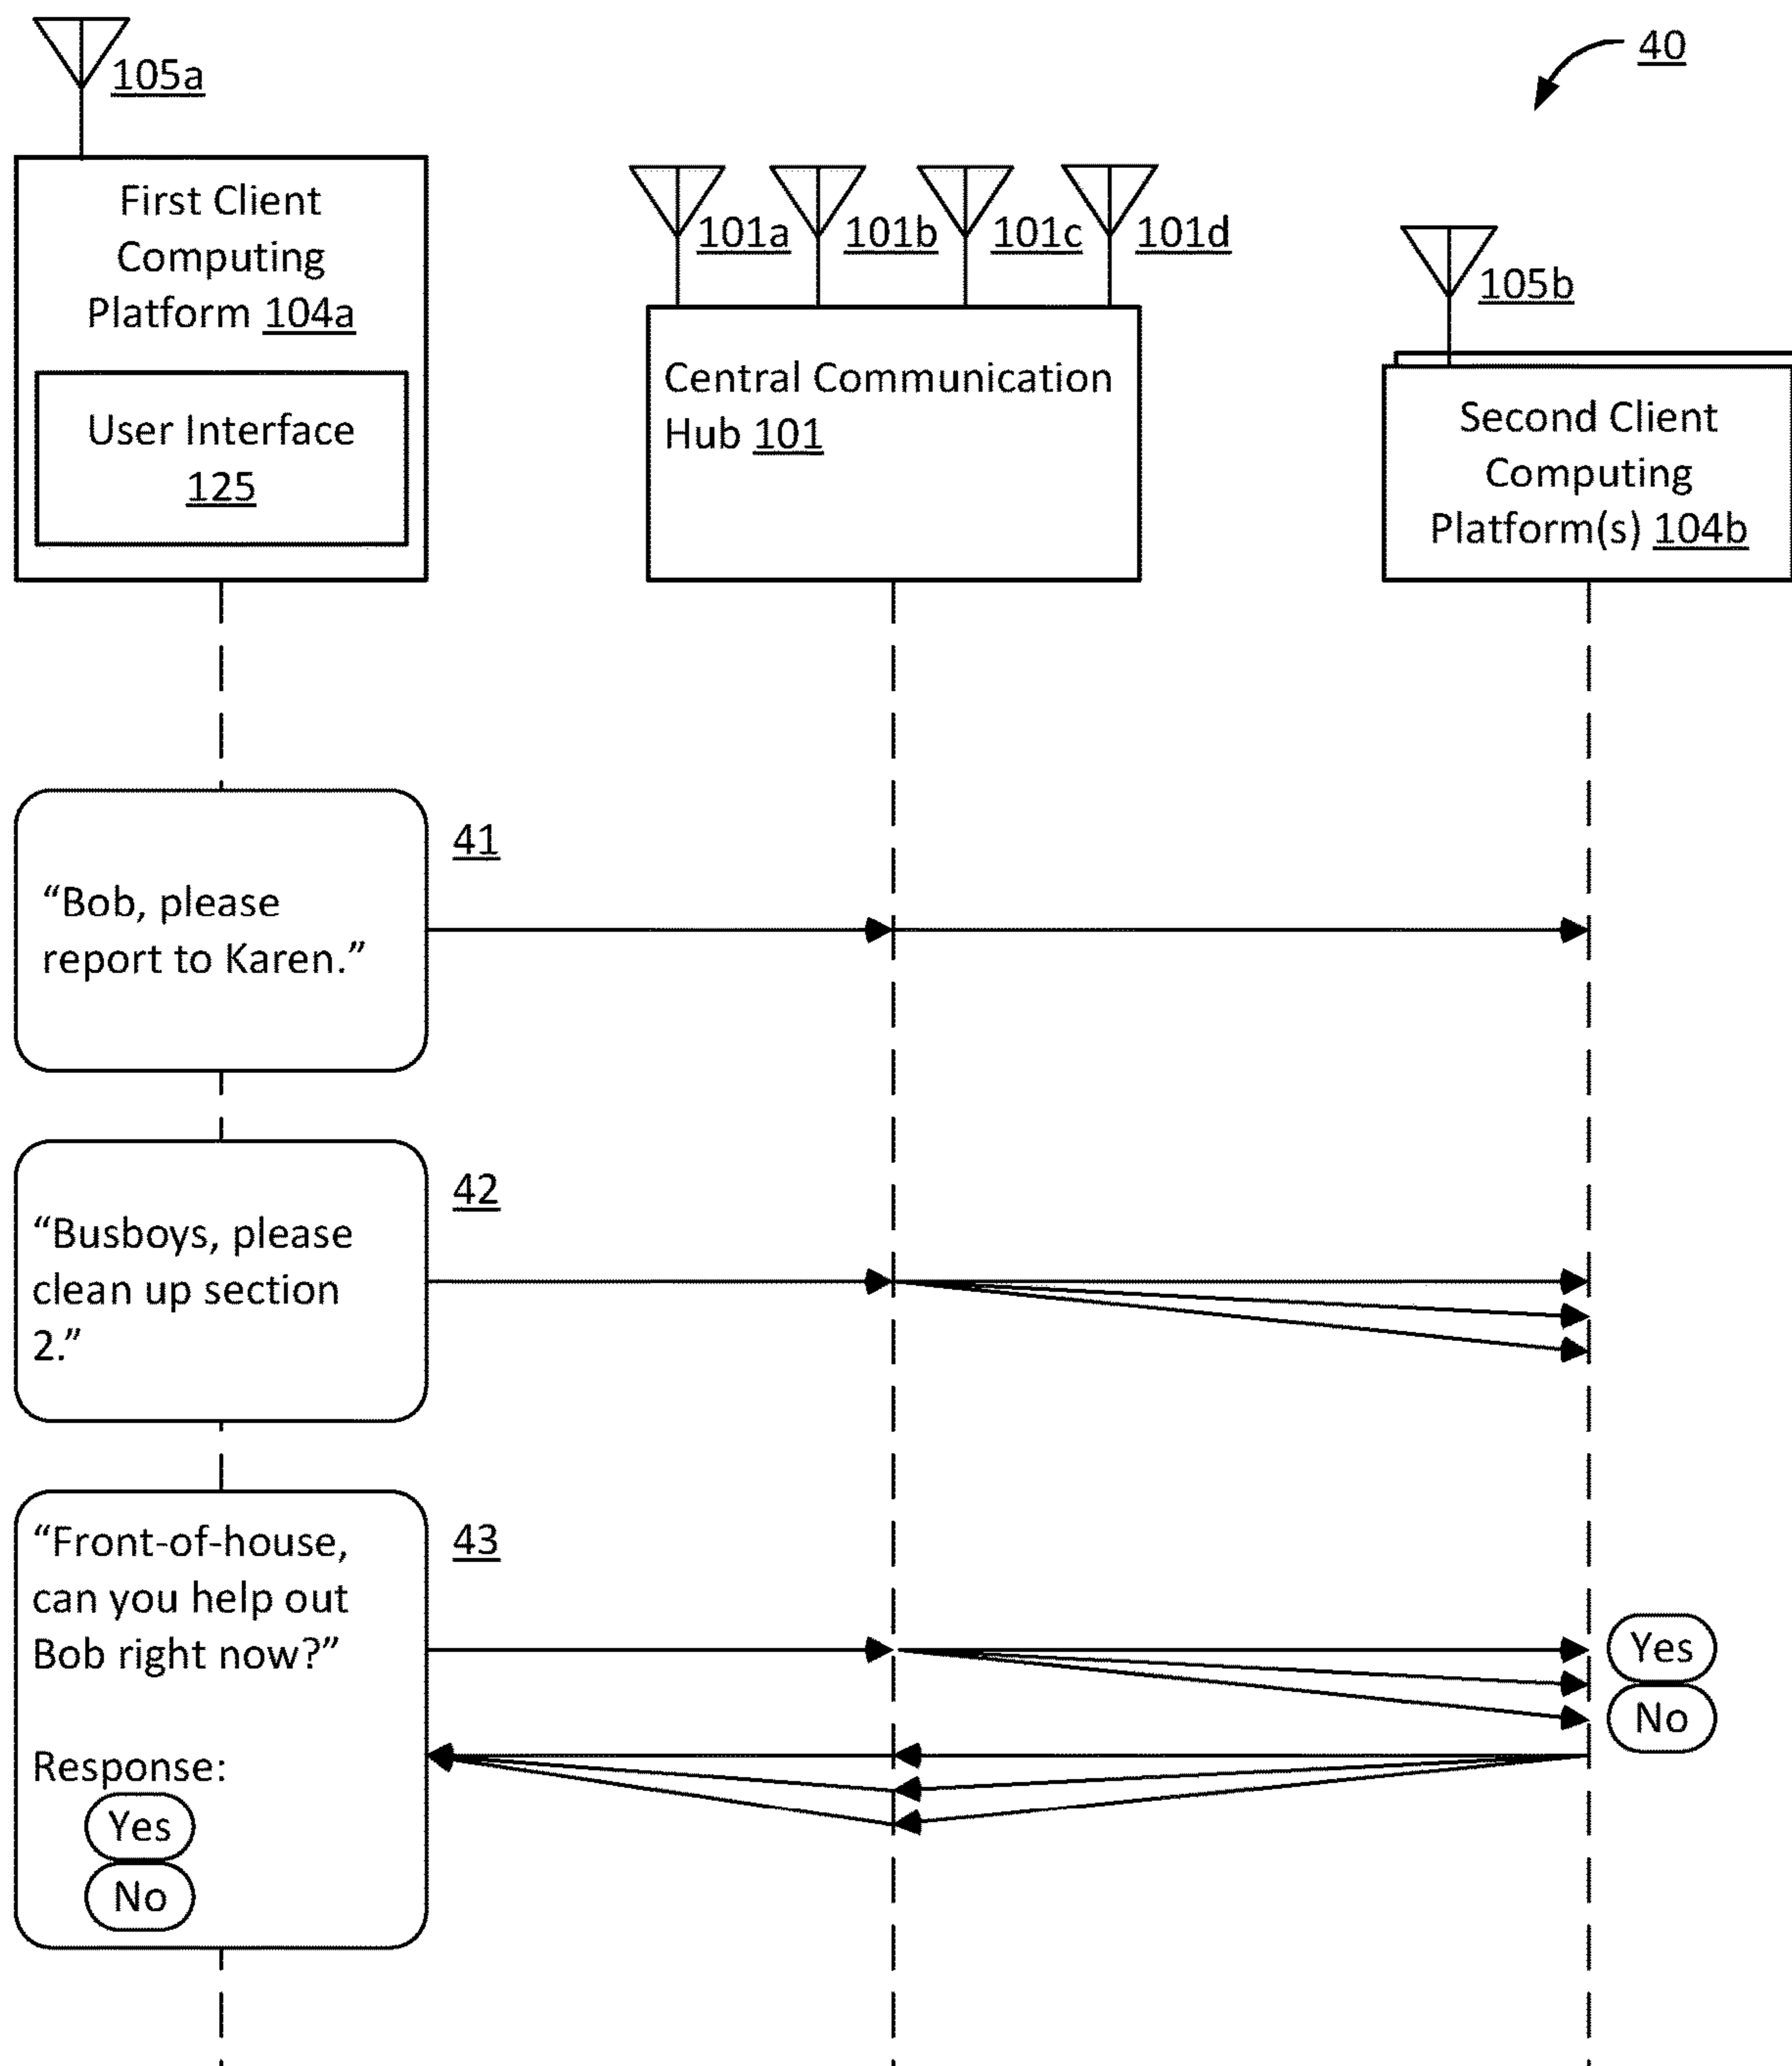 105a
40
First Client
Computing
Platform 104a
User Interface
125
101a
101b
101c
101d
Central Communication
Hub 101
105b
Second Client
Computing
Platform(s) 104b
“Bob, please
report to Karen.”
41
“Busboys, please
clean up section
2.”
42
“Front-of-house,
can you help out
Bob right now?”
43
Response:
Yes
No
Yes
No